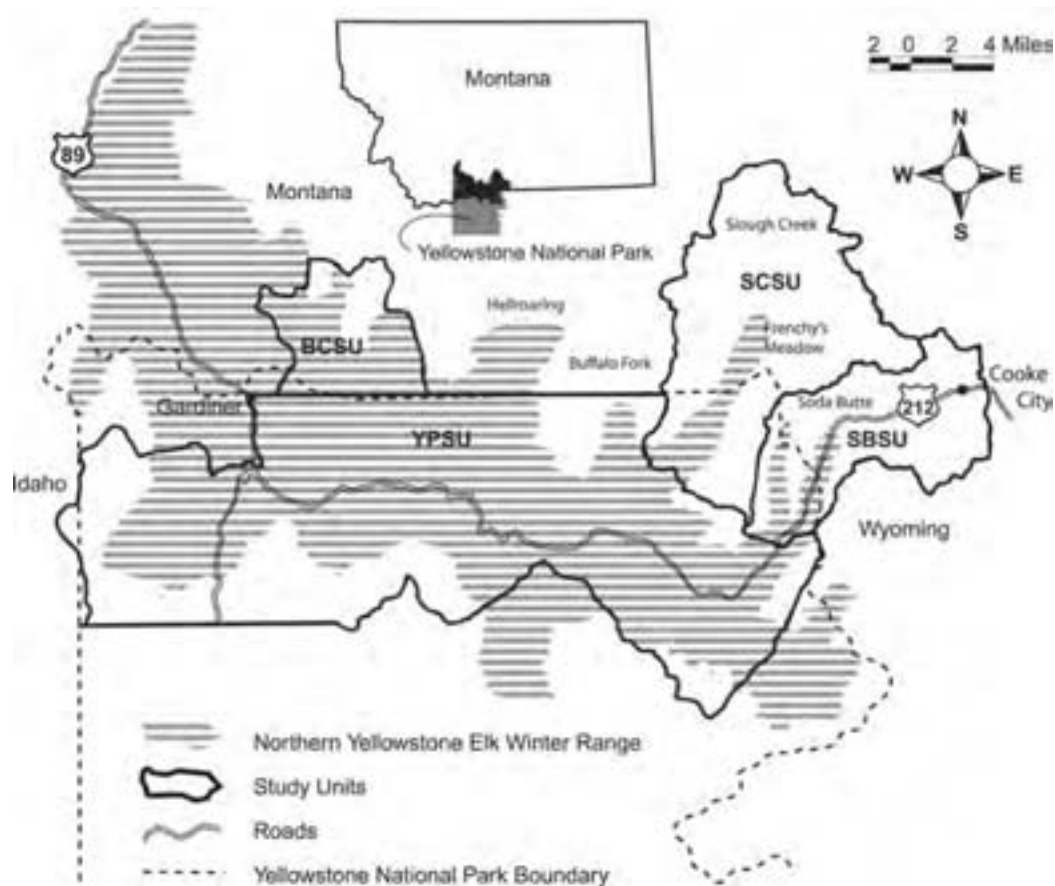 2 0 2 4 Miles
Montana
N
89
W E
Montana
S
Slough Creek
Yellowstone National Park
SCSU
Hellroaring
Frenchy's
Meadow
BCSU
Buffalo Fork
Cooke
City
Gardiner
Soda Butte
212
YPSU
SBSU
Idaho
Wyoming
Northern Yellowstone Elk Winter Range
Study Units
Roads
Yellowstone National Park Boundary